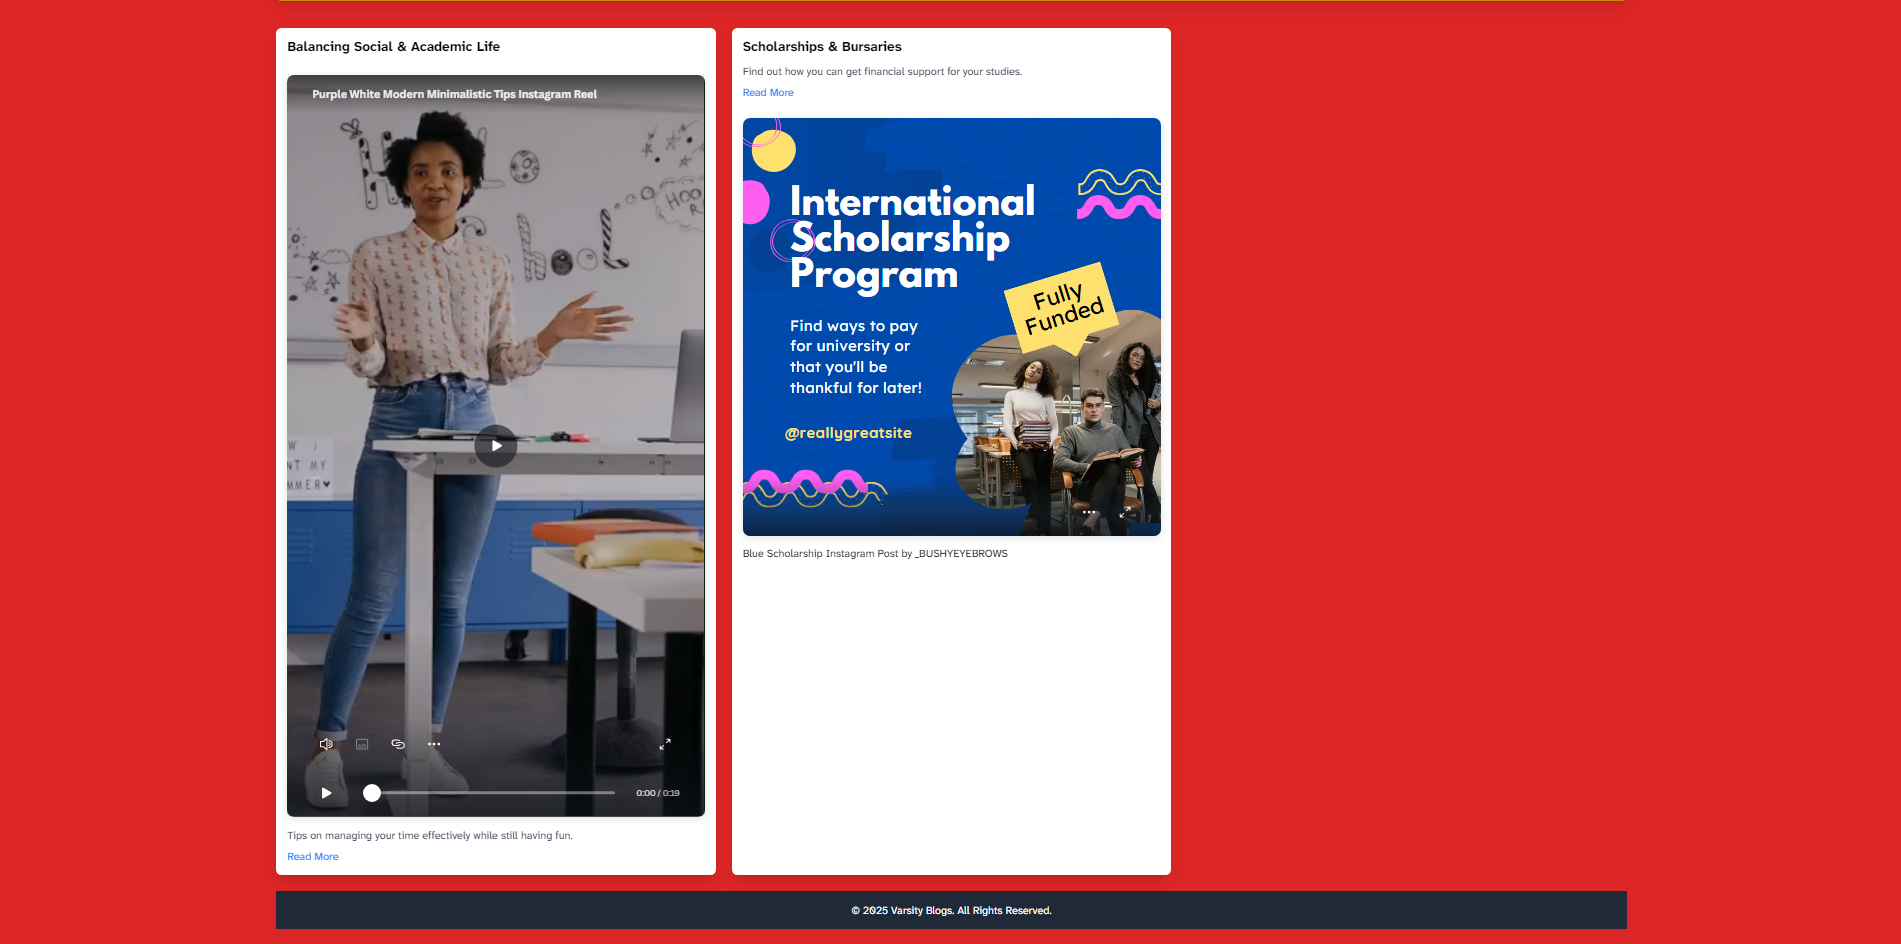 Balancing Social & Academic Life
Purple White Modern Minimalistic Tips Instagram Reel
HOO
0:00 / 0:19
Tips on managing your time effectively while still having fun.
Read More
Scholarships & Bursaries
Find out how you can get financial support for your studies.
Read More
International
Scholarship
Program
Fully
Funded
Find ways to pay
for university or
that you'll be
thankful for later!
@reallygreatsite
Blue Scholarship Instagram Post by _BUSHYEYEBROWS
© 2025 Varsity Blogs. All Rights Reserved.